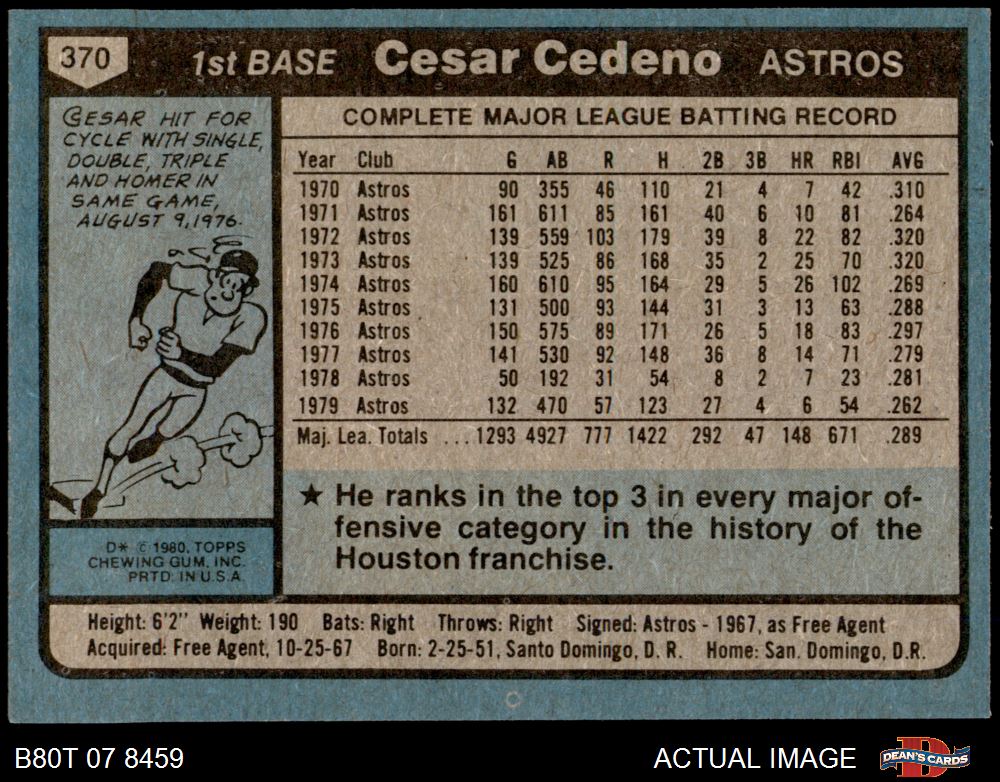 370 1st BASE Cesar Cedeno ASTROS
CESAR HIT FOR
CYCLE WITH SINGLE,
DOUBLE, TRIPLE
AND HOMER IN
SAME GAME,
AUGUST 9, 1976.
D* © 1980, TOPPS
CHEWING GUM, INC.
PRTD. IN U.S.A.
COMPLETE MAJOR LEAGUE BATTING RECORD
Year Club G AB R H 2B 3B HR RBI AVG
1970 Astros 90 355 46 110 21 4 7 42 .310
1971 Astros 161 611 85 161 40 6 10 81 .264
1972 Astros 139 559 103 179 39 8 22 82 .320
1973 Astros 139 525 86 168 35 2 25 70 .320
1974 Astros 160 610 95 164 29 5 26 102 .269
1975 Astros 131 500 93 144 31 3 13 63 .288
1976 Astros 150 575 89 171 26 5 18 83 .297
1977 Astros 141 530 92 148 36 8 14 71 .279
1978 Astros 50 192 31 54 8 2 7 23 .281
1979 Astros 132 470 57 123 27 4 6 54 .262
Maj. Lea. Totals ...1293 4927 777 1422 292 47 148 671 .289
★ He ranks in the top 3 in every major of-
fensive category in the history of the
Houston franchise.
Height: 6'2" Weight: 190 Bats: Right Throws: Right Signed: Astros - 1967, as Free Agent
Acquired: Free Agent, 10-25-67 Born: 2-25-51, Santo Domingo, D. R. Home: San. Domingo, D.R.
B80T 07 8459 ACTUAL IMAGE DEAN'S CARDS